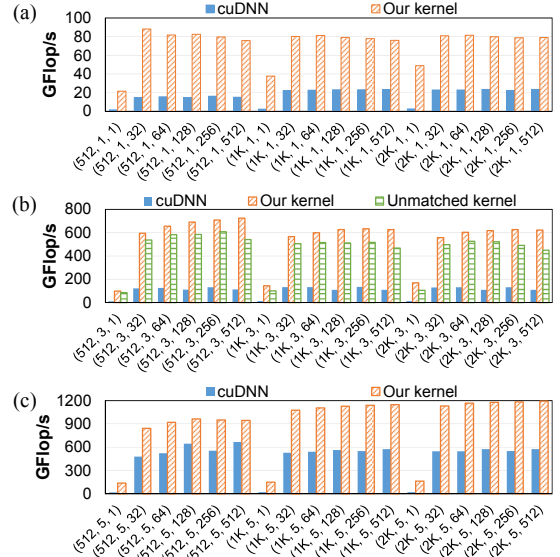 (a)
cuDNN Our kernel
GFlop/s
100
80
60
40
20
0
(512, 1, 1) (512, 1, 32) (512, 1, 64) (512, 1, 128) (512, 1, 256) (512, 1, 512) (1K, 1, 1) (1K, 1, 32) (1K, 1, 64) (1K, 1, 128) (1K, 1, 256) (1K, 1, 512) (2K, 1, 1) (2K, 1, 32) (2K, 1, 64) (2K, 1, 128) (2K, 1, 256) (2K, 1, 512)
(b)
cuDNN Our kernel Unmatched kernel
GFlop/s
800
600
400
200
0
(512, 3, 1) (512, 3, 32) (512, 3, 64) (512, 3, 128) (512, 3, 256) (512, 3, 512) (1K, 3, 1) (1K, 3, 32) (1K, 3, 64) (1K, 3, 128) (1K, 3, 256) (1K, 3, 512) (2K, 3, 1) (2K, 3, 32) (2K, 3, 64) (2K, 3, 128) (2K, 3, 256) (2K, 3, 512)
(c)
cuDNN Our kernel
GFlop/s
1200
900
600
300
0
(512, 5, 1) (512, 5, 32) (512, 5, 64) (512, 5, 128) (512, 5, 256) (512, 5, 512) (1K, 5, 1) (1K, 5, 32) (1K, 5, 64) (1K, 5, 128) (1K, 5, 256) (1K, 5, 512) (2K, 5, 1) (2K, 5, 32) (2K, 5, 64) (2K, 5, 128) (2K, 5, 256) (2K, 5, 512)